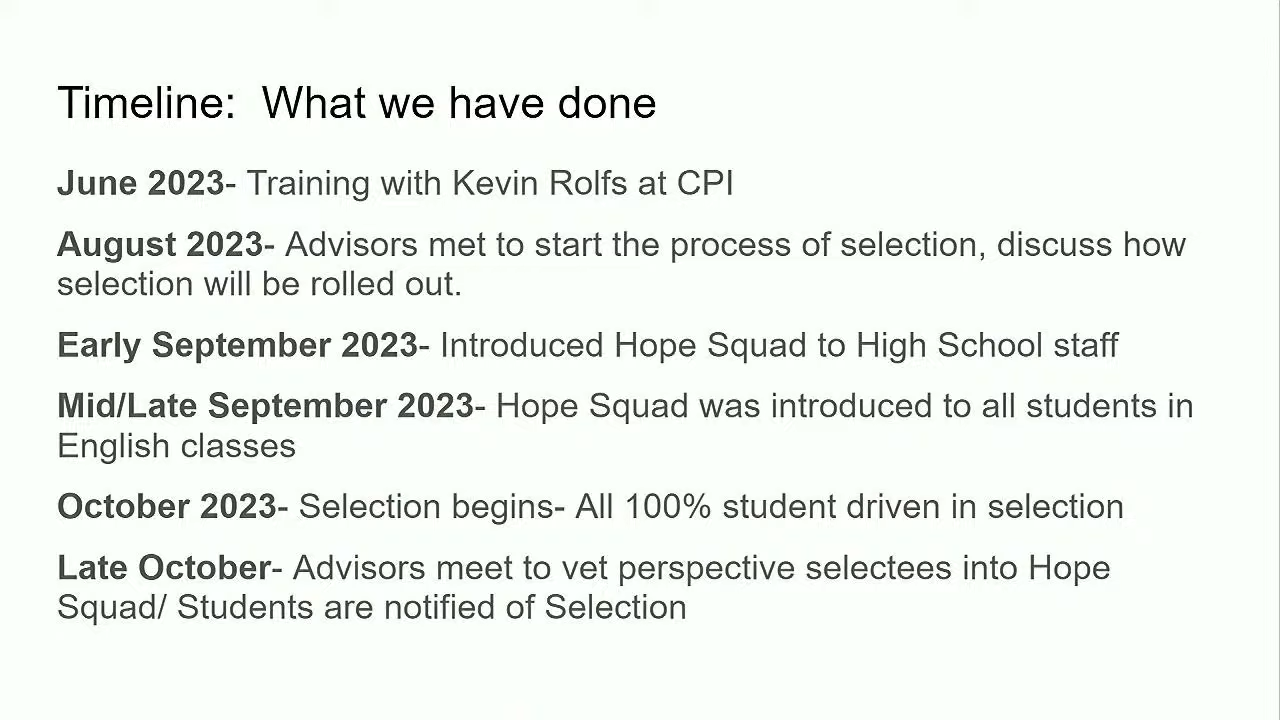 Timeline:  What we have done
June 2023- Training with Kevin Rolfs at CPI
August 2023- Advisors met to start the process of selection, discuss how
selection will be rolled out.
Early September 2023- Introduced Hope Squad to High School staff
Mid/Late September 2023- Hope Squad was introduced to all students in
English classes
October 2023- Selection begins- All 100% student driven in selection
Late October- Advisors meet to vet perspective selectees into Hope
Squad/ Students are notified of Selection